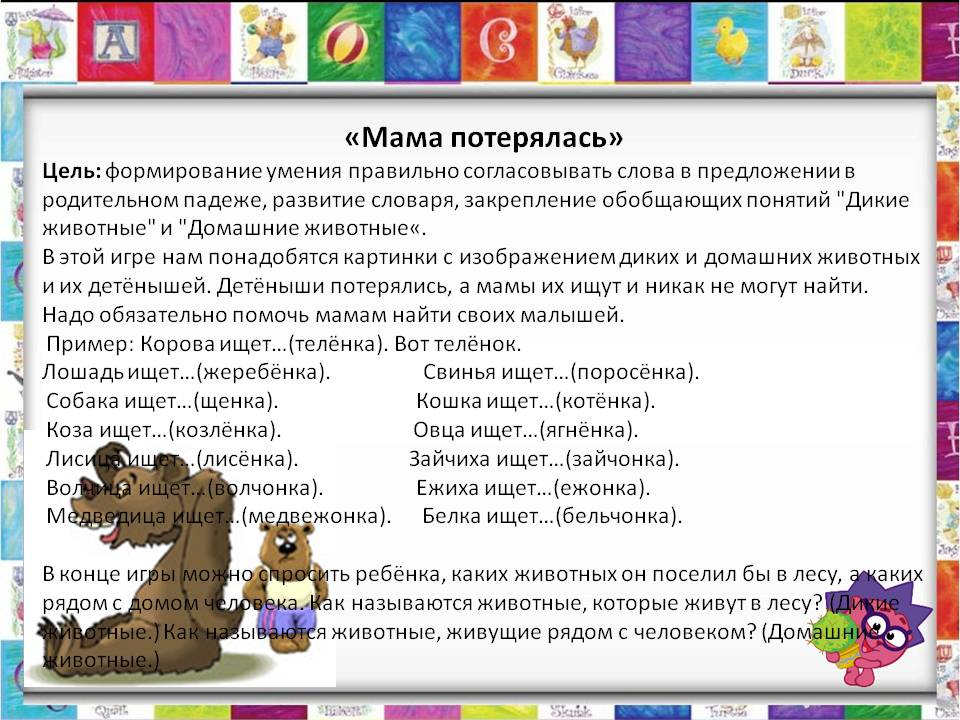 «Мама потерялась»
Цель: формирование умения правильно согласовывать слова в предложении в
родительном падеже, развитие словаря, закрепление обобщающих понятий "Дикие
животные" и "Домашние животные«.
В этой игре нам понадобятся картинки с изображением диких и домашних животных
и их детёнышей. Детёныши потерялись, а мамы их ищут и никак не могут найти.
Надо обязательно помочь мамам найти своих малышей.
Пример: Корова ищет…(телёнка). Вот телёнок.
Лошадь ищет…(жеребёнка). Свинья ищет…(поросёнка).
Собака ищет…(щенка). Кошка ищет…(котёнка).
Коза ищет…(козлёнка). Овца ищет…(ягнёнка).
Лисица ищет…(лисёнка). Зайчиха ищет…(зайчонка).
Волчица ищет…(волчонка). Ежиха ищет…(ежонка).
Медведица ищет…(медвежонка). Белка ищет…(бельчонка).
В конце игры можно спросить ребёнка, каких животных он поселил бы в лесу, а каких
рядом с домом человека. Как называются животные, которые живут в лесу? (Дикие
животные.) Как называются животные, живущие рядом с человеком? (Домашние
животные.)